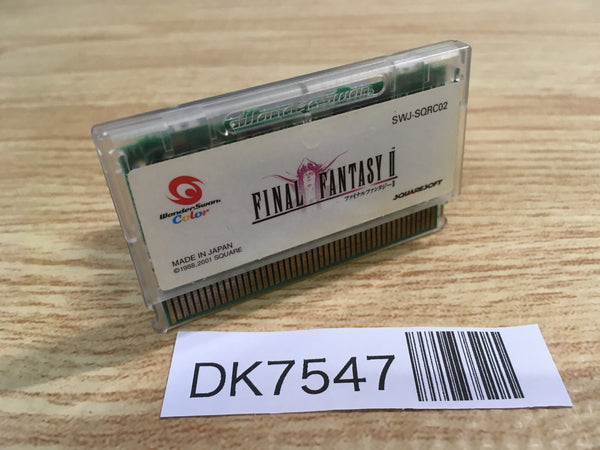 WonderSwan
SWJ-SQRC02
WonderSwan
Color
FINAL FANTASY II
ファイナルファンタジーII
SQUARESOFT
MADE IN JAPAN
©1988,2001 SQUARE
DK7547